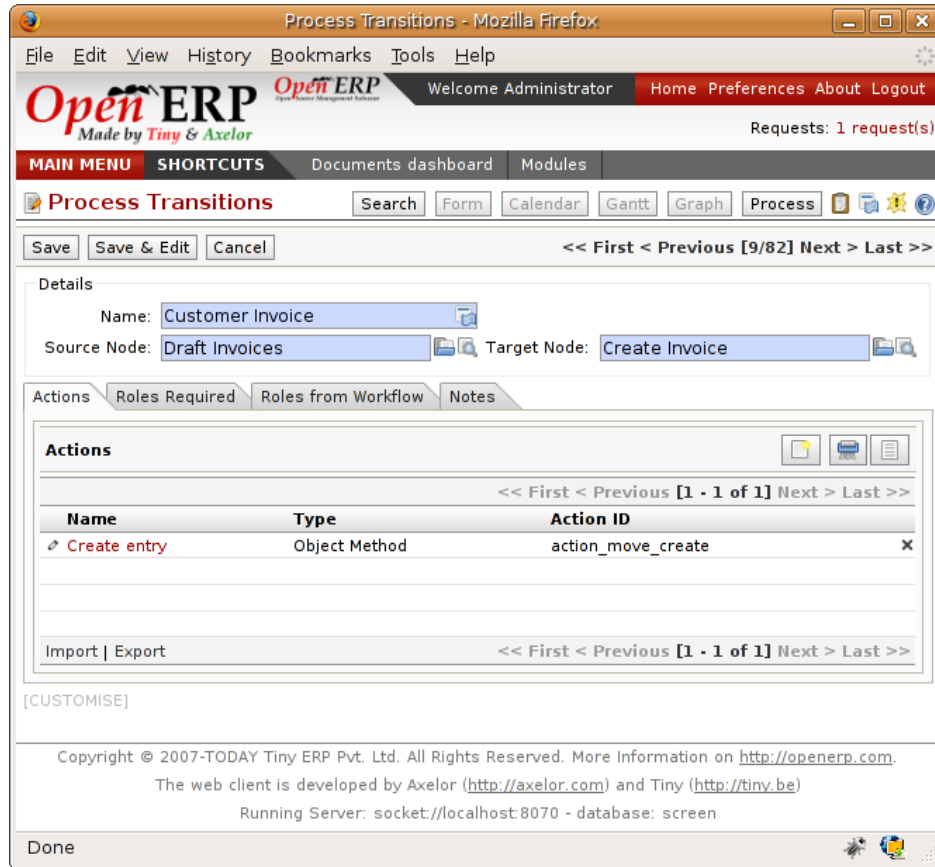 Process Transitions - Mozilla Firefox
File Edit View History Bookmarks Tools Help
Open ERP
Made by Tiny & Axelor
Open ERP
Open Source Management Solution
Welcome Administrator
Home Preferences About Logout
Requests: 1 request(s)
MAIN MENU SHORTCUTS Documents dashboard Modules
Process Transitions Search Form Calendar Gantt Graph Process
Save Save & Edit Cancel << First < Previous [9/82] Next > Last >>
Details
Name: Customer Invoice
Source Node: Draft Invoices Target Node: Create Invoice
Actions Roles Required Roles from Workflow Notes
Actions
<< First < Previous [1 - 1 of 1] Next > Last >>
Name Type Action ID
Create entry Object Method action_move_create
Import | Export << First < Previous [1 - 1 of 1] Next > Last >>
[CUSTOMISE]
Copyright © 2007-TODAY Tiny ERP Pvt. Ltd. All Rights Reserved. More Information on http://openerp.com.
The web client is developed by Axelor (http://axelor.com) and Tiny (http://tiny.be)
Running Server: socket://localhost:8070 - database: screen
Done